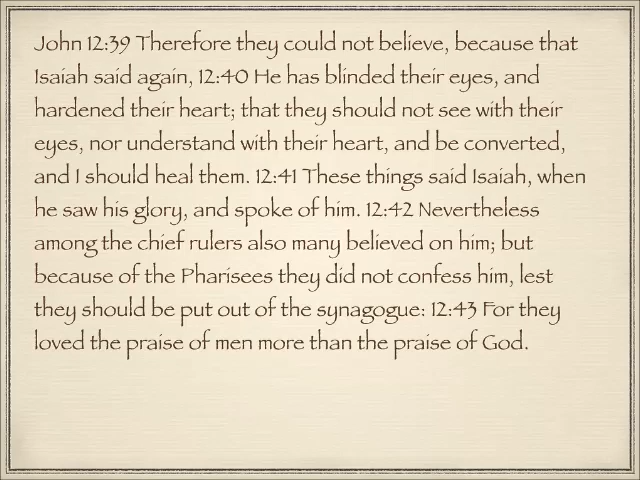 John 12:39 Therefore they could not believe, because that
Isaiah said again, 12:40 He has blinded their eyes, and
hardened their heart; that they should not see with their
eyes, nor understand with their heart, and be converted,
and I should heal them. 12:41 These things said Isaiah, when
he saw his glory, and spoke of him. 12:42 Nevertheless
among the chief rulers also many believed on him; but
because of the Pharisees they did not confess him, lest
they should be put out of the synagogue: 12:43 For they
loved the praise of men more than the praise of God.